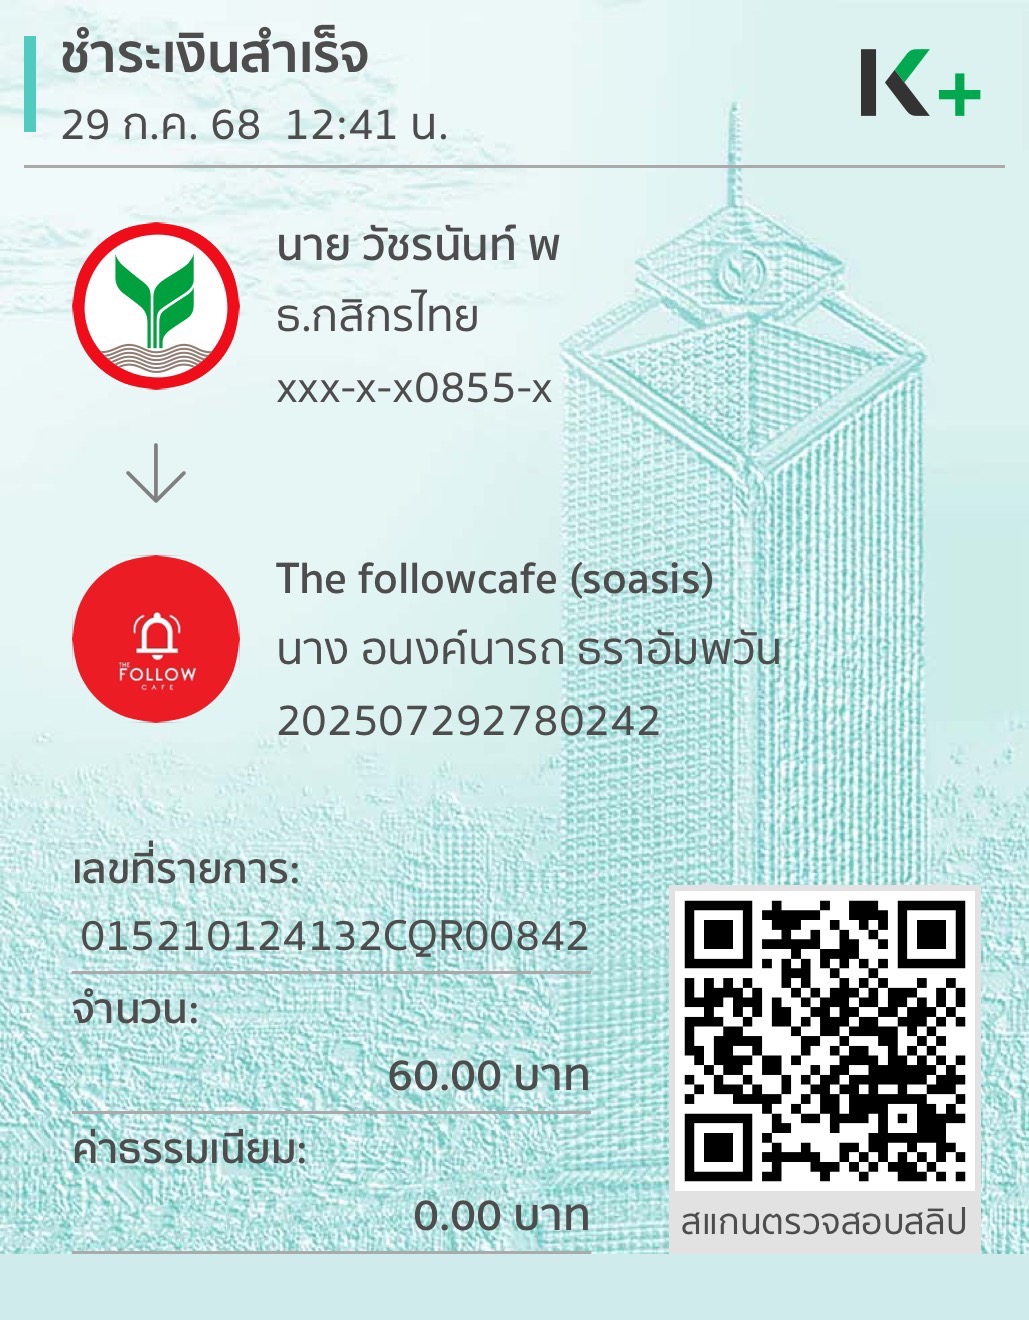 ชำระเงินสำเร็จ
29 ก.ค. 68 12:41 น.
K+
นาย วัชรนันท์ พ
ธ.กสิกรไทย
xxx-x-x0855-x
The followcafe (soasis)
นาง อนงค์นารถ ธราอัมพวัน
202507292780242
THE
FOLLOW
CAFE
เลขที่รายการ:
015210124132CQR00842
จำนวน:
60.00 บาท
ค่าธรรมเนียม:
0.00 บาท
สแกนตรวจสอบสลิป